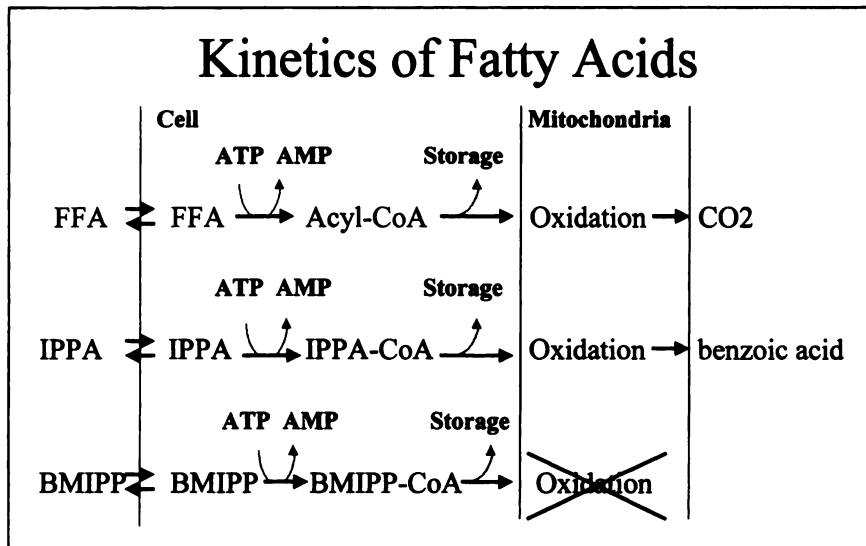 Kinetics of Fatty Acids
Cell Mitochondria
ATP AMP Storage
FFA FFA Acyl-CoA Oxidation CO2
ATP AMP Storage
IPPA IPPA IPPA-CoA Oxidation benzoic acid
ATP AMP Storage
BMIPP BMIPP BMIPP-CoA Oxidation